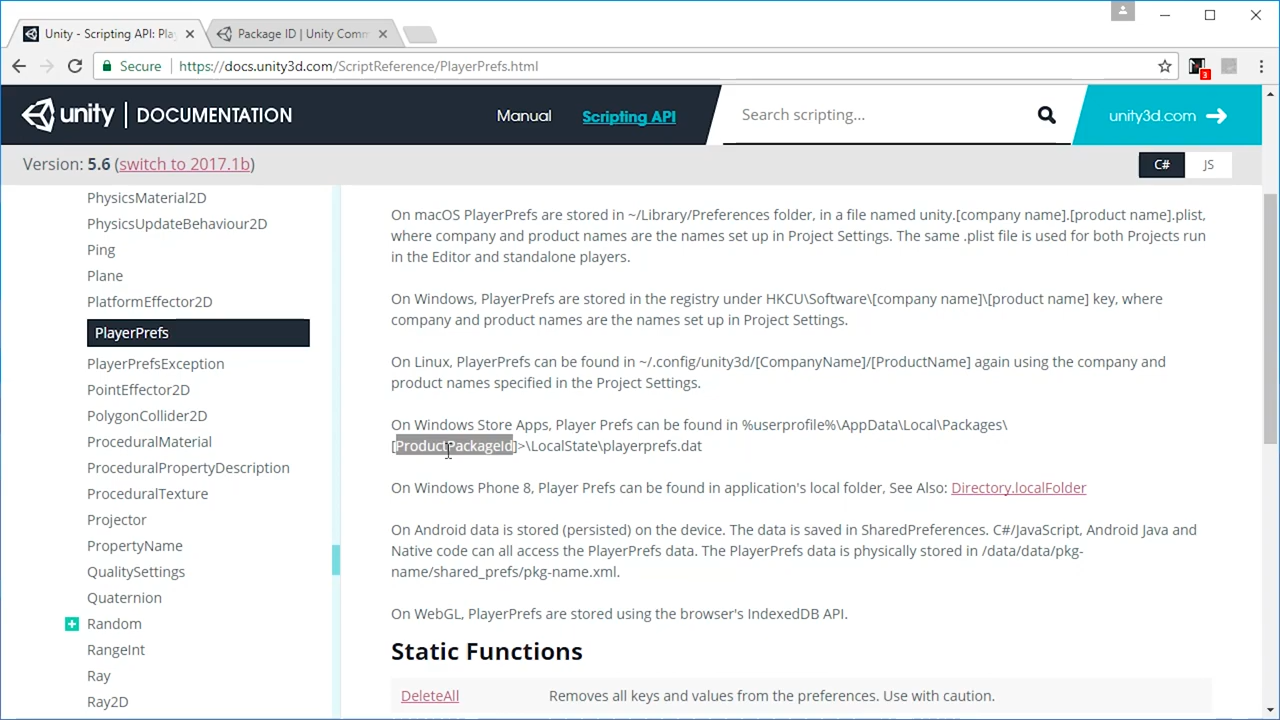 Unity - Scripting API: Pla
Package ID | Unity Comm
Secure
https://docs.unity3d.com/ScriptReference/PlayerPrefs.html
3
unity | DOCUMENTATION
Manual
Scripting API
Search scripting...
unity3d.com
Version: 5.6 (switch to 2017.1b)
C#
JS
PhysicsMaterial2D
PhysicsUpdateBehaviour2D
Ping
Plane
PlatformEffector2D
PlayerPrefs
PlayerPrefsException
PointEffector2D
PolygonCollider2D
ProceduralMaterial
ProceduralPropertyDescription
ProceduralTexture
Projector
PropertyName
QualitySettings
Quaternion
Random
RangeInt
Ray
Ray2D
On macOS PlayerPrefs are stored in ~/Library/Preferences folder, in a file named unity.[company name].[product name].plist,
where company and product names are the names set up in Project Settings. The same .plist file is used for both Projects run
in the Editor and standalone players.
On Windows, PlayerPrefs are stored in the registry under HKCU\Software\[company name]\[product name] key, where
company and product names are the names set up in Project Settings.
On Linux, PlayerPrefs can be found in ~/.config/unity3d/[CompanyName]/[ProductName] again using the company and
product names specified in the Project Settings.
On Windows Store Apps, Player Prefs can be found in %userprofile%\AppData\Local\Packages\
[ProductPackageId]>\LocalState\playerprefs.dat
On Windows Phone 8, Player Prefs can be found in application's local folder, See Also: Directory.localFolder
On Android data is stored (persisted) on the device. The data is saved in SharedPreferences. C#/JavaScript, Android Java and
Native code can all access the PlayerPrefs data. The PlayerPrefs data is physically stored in /data/data/pkg-
name/shared_prefs/pkg-name.xml.
On WebGL, PlayerPrefs are stored using the browser's IndexedDB API.
Static Functions
DeleteAll
Removes all keys and values from the preferences. Use with caution.